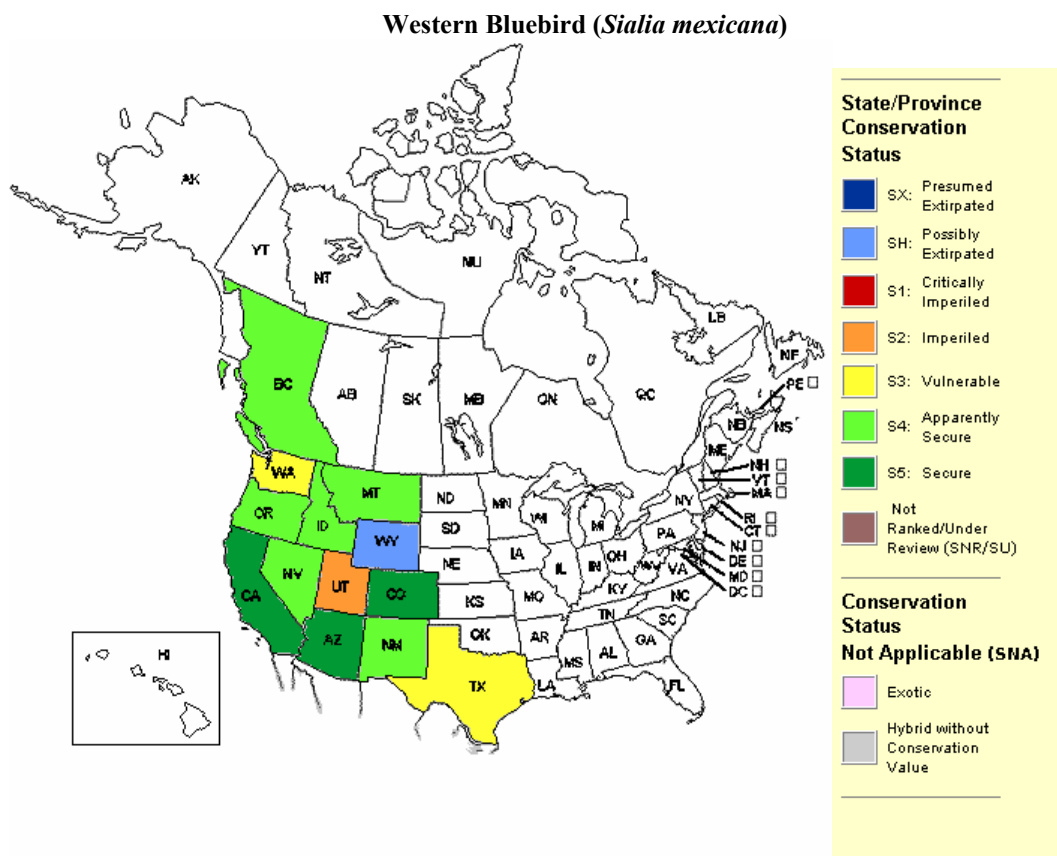 Western Bluebird (Sialia mexicana)
AK
YT
NT
NU
BC
AB
SK
MB
ON
QC
LB
NF
PE
NB
NS
ME
NH
VT
MA
RI
CT
NJ
DE
MD
DC
WA
OR
ID
MT
WY
CA
NV
UT
CO
AZ
NM
TX
ND
SD
NE
KS
OK
MN
IA
MO
AR
LA
WI
IL
MI
IN
OH
KY
TN
MS
AL
GA
FL
SC
NC
VA
WV
PA
NY
HI
State/Province
Conservation
Status
SX: Presumed
Extirpated
SH: Possibly
Extirpated
S1: Critically
Imperiled
S2: Imperiled
S3: Vulnerable
S4: Apparently
Secure
S5: Secure
Not
Ranked/Under
Review (SNR/SU)
Conservation
Status
Not Applicable (SNA)
Exotic
Hybrid without
Conservation
Value